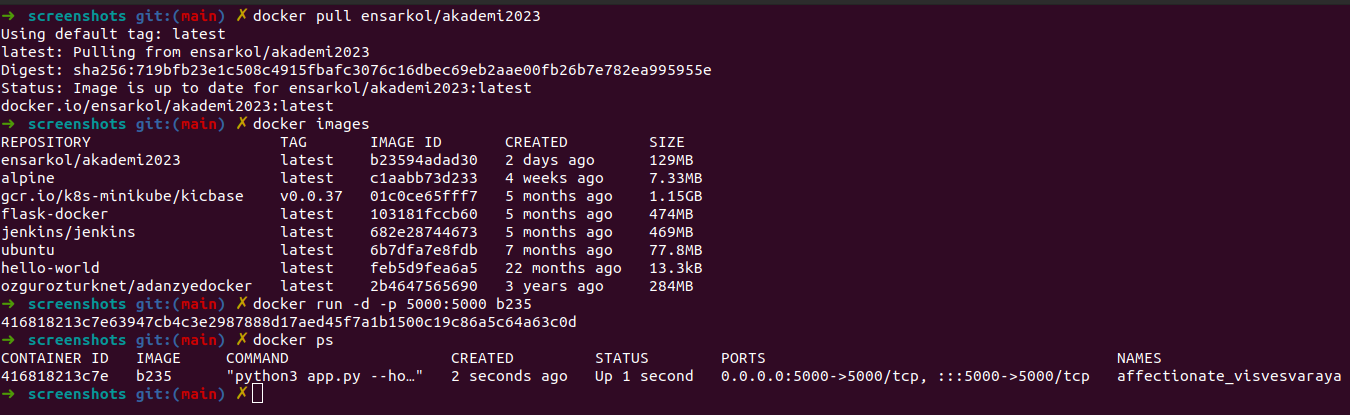 ➜ screenshots git:(main) ✗ docker pull ensarkol/akademi2023
Using default tag: latest
latest: Pulling from ensarkol/akademi2023
Digest: sha256:719bfb23e1c508c4915fbafc3076c16dbec69eb2aae00fb26b7e782ea995955e
Status: Image is up to date for ensarkol/akademi2023:latest
docker.io/ensarkol/akademi2023:latest
➜ screenshots git:(main) ✗ docker images
REPOSITORY TAG IMAGE ID CREATED SIZE
ensarkol/akademi2023 latest b23594adad30 2 days ago 129MB
alpine latest c1aabb73d233 4 weeks ago 7.33MB
gcr.io/k8s-minikube/kicbase v0.0.37 01c0ce65fff7 5 months ago 1.15GB
flask-docker latest 103181fccb60 5 months ago 474MB
jenkins/jenkins latest 682e28744673 5 months ago 469MB
ubuntu latest 6b7dfa7e8fdb 7 months ago 77.8MB
hello-world latest feb5d9fea6a5 22 months ago 13.3kB
ozgurozturknet/adanzyedocker latest 2b4647565690 3 years ago 284MB
➜ screenshots git:(main) ✗ docker run -d -p 5000:5000 b235
416818213c7e63947cb4c3e2987888d17aed45f7a1b1500c19c86a5c64a63c0d
➜ screenshots git:(main) ✗ docker ps
CONTAINER ID IMAGE COMMAND CREATED STATUS PORTS NAMES
416818213c7e b235 "python3 app.py --ho…" 2 seconds ago Up 1 second 0.0.0.0:5000->5000/tcp, :::5000->5000/tcp affectionate_visvesvaraya
➜ screenshots git:(main) ✗